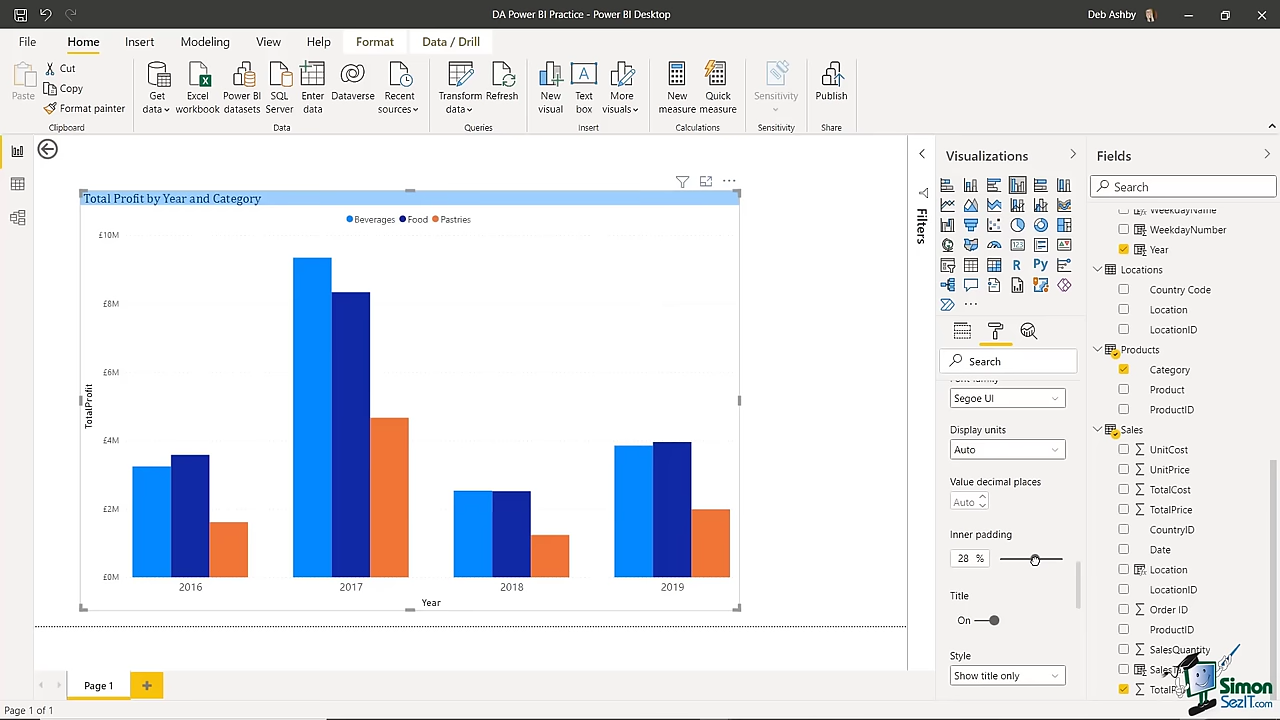 DA Power BI Practice - Power BI Desktop
Deb Ashby
File Home Insert Modeling View Help Format Data / Drill
Paste
Cut
Copy
Format painter
Clipboard
Get data
Excel workbook
Power BI datasets
SQL Server
Enter data
Dataverse
Recent sources
Data
Transform data
Refresh
Queries
New visual
Text box
More visuals
Insert
New measure
Quick measure
Calculations
Sensitivity
Sensitivity
Publish
Share
Total Profit by Year and Category
Beverages Food Pastries
£10M
£8M
£6M
£4M
£2M
£0M
TotalProfit
2016 2017 2018 2019
Year
Page 1
Page 1 of 1
Filters
Visualizations
R
Py
Search
Font family
Segoe UI
Display units
Auto
Value decimal places
Auto
Inner padding
28 %
Title
On
Style
Show title only
Fields
Search
WeekdayName
WeekdayNumber
Year
Locations
Country Code
Location
LocationID
Products
Category
Product
ProductID
Sales
UnitCost
UnitPrice
TotalCost
TotalPrice
CountryID
Date
Location
LocationID
Order ID
ProductID
SalesQuantity
Simon
SezIT.com